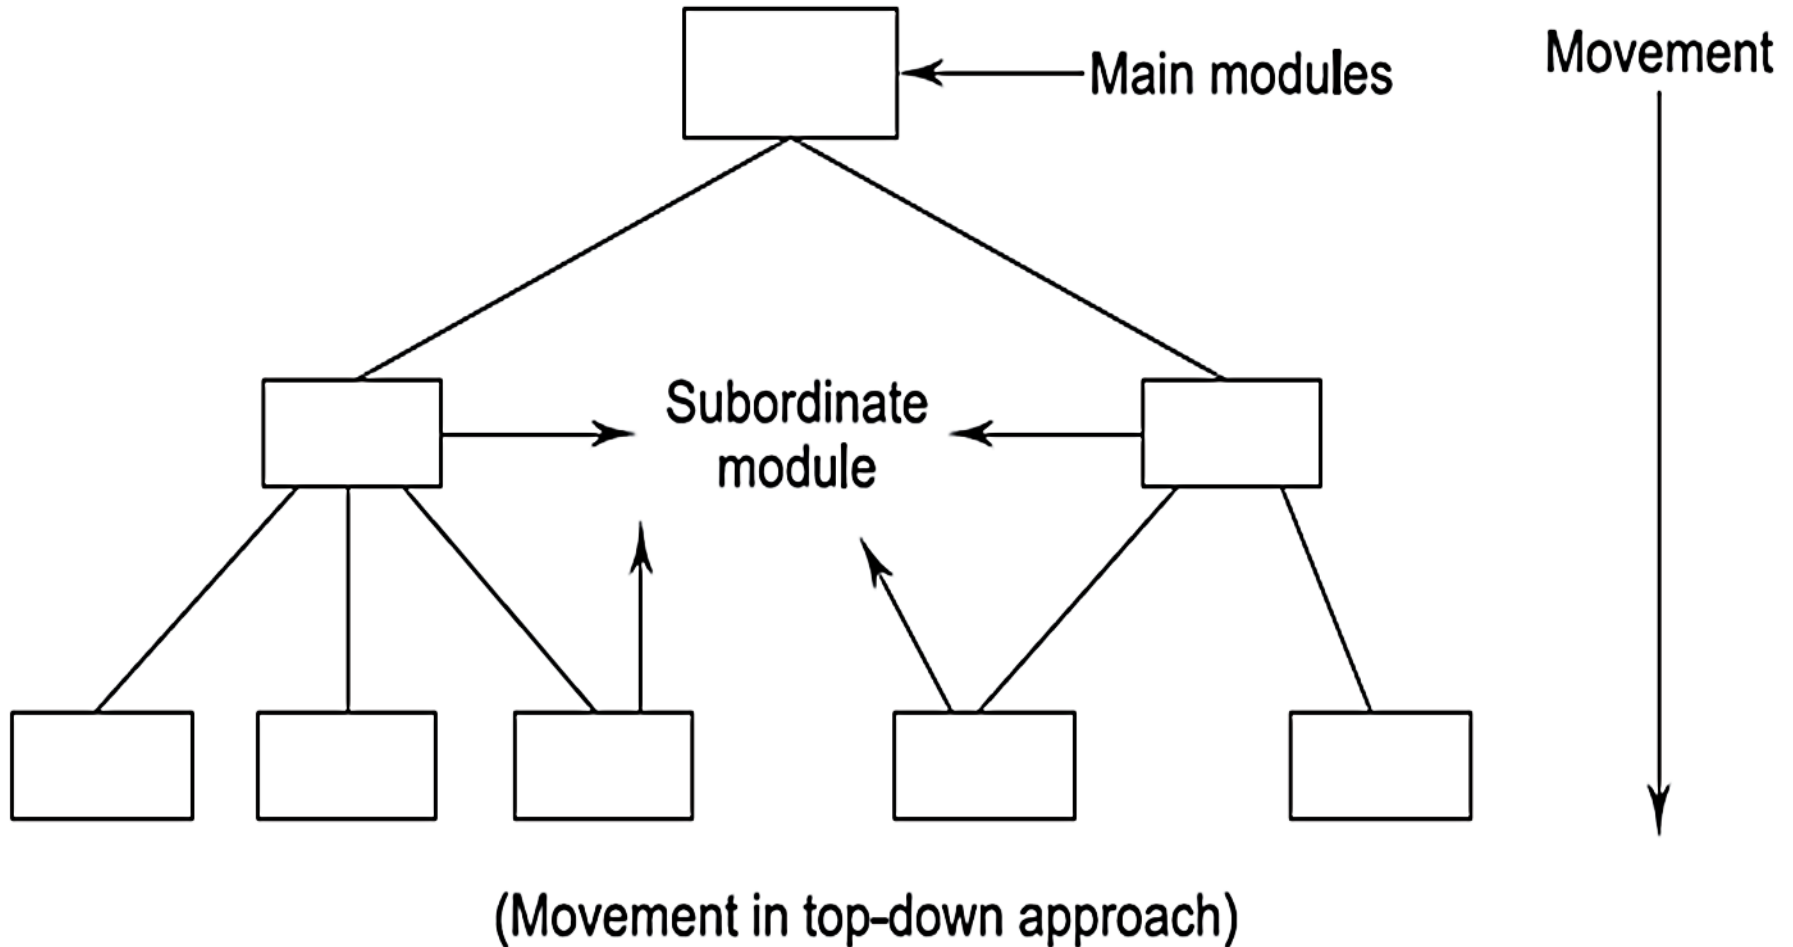 Movement
Main modules
Subordinate
module
(Movement in top-down approach)